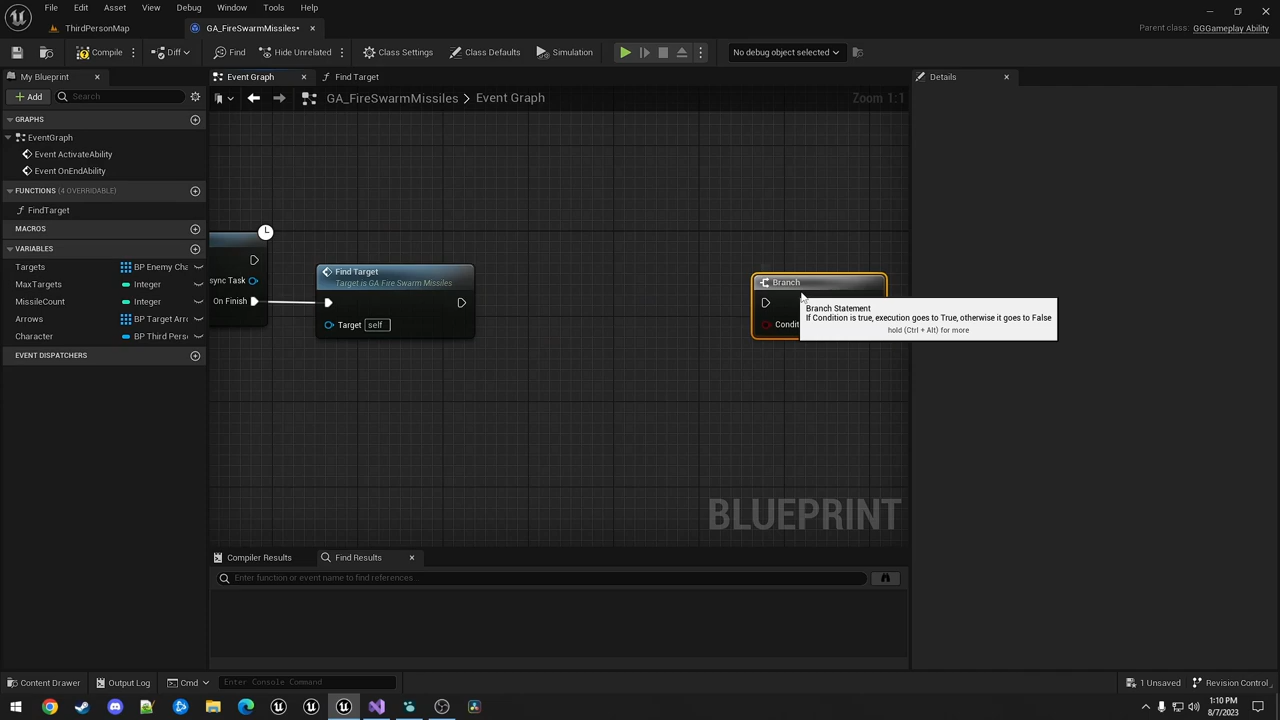 File Edit Asset View Debug Window Tools Help
ThirdPersonMap
GA_FireSwarmMissiles*
Parent class: GGGameplay Ability
Compile
Diff
Find
Hide Unrelated
Class Settings
Class Defaults
Simulation
No debug object selected
My Blueprint
Event Graph
Find Target
Details
Add
Search
GA_FireSwarmMissiles > Event Graph
Zoom 1:1
GRAPHS
EventGraph
Event ActivateAbility
Event OnEndAbility
FUNCTIONS (4 OVERRIDABLE)
FindTarget
MACROS
VARIABLES
Targets BP Enemy Cha
MaxTargets Integer
MissileCount Integer
Arrows BP Target Arro
Character BP Third Perso
EVENT DISPATCHERS
sync Task
On Finish
Find Target
Target is GA Fire Swarm Missiles
Target self
Branch
Conditi
Branch Statement
If Condition is true, execution goes to True, otherwise it goes to False
hold (Ctrl + Alt) for more
BLUEPRINT
Compiler Results
Find Results
Enter function or event name to find references...
Content Drawer
Output Log
Cmd
Enter Console Command
1 Unsaved
Revision Control
1:10 PM
8/7/2023